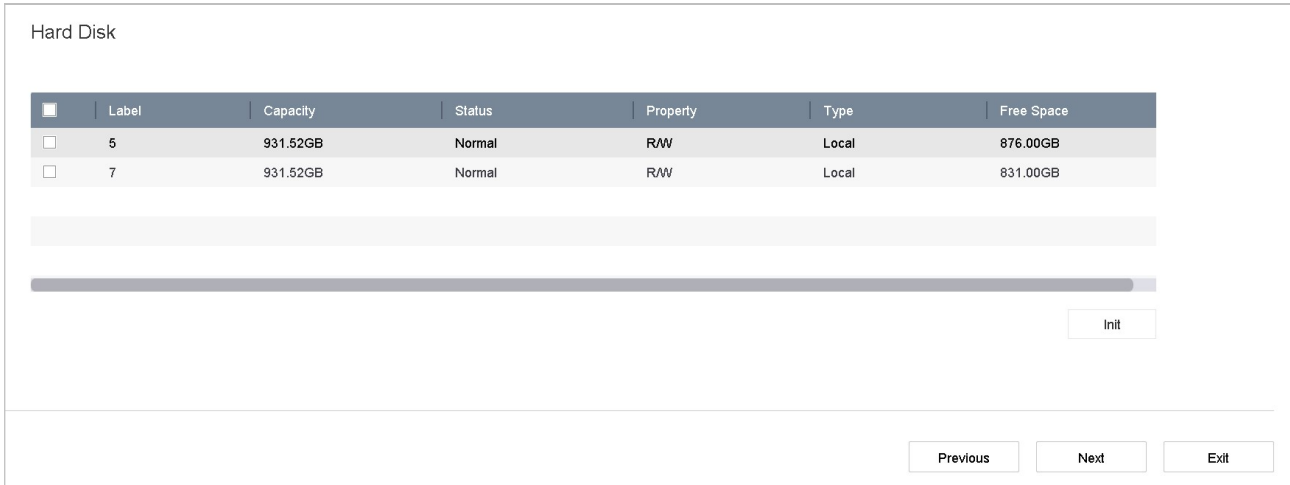 Hard Disk
Label Capacity Status Property Type Free Space
5 931.52GB Normal R/W Local 876.00GB
7 931.52GB Normal R/W Local 831.00GB
Init
Previous Next Exit